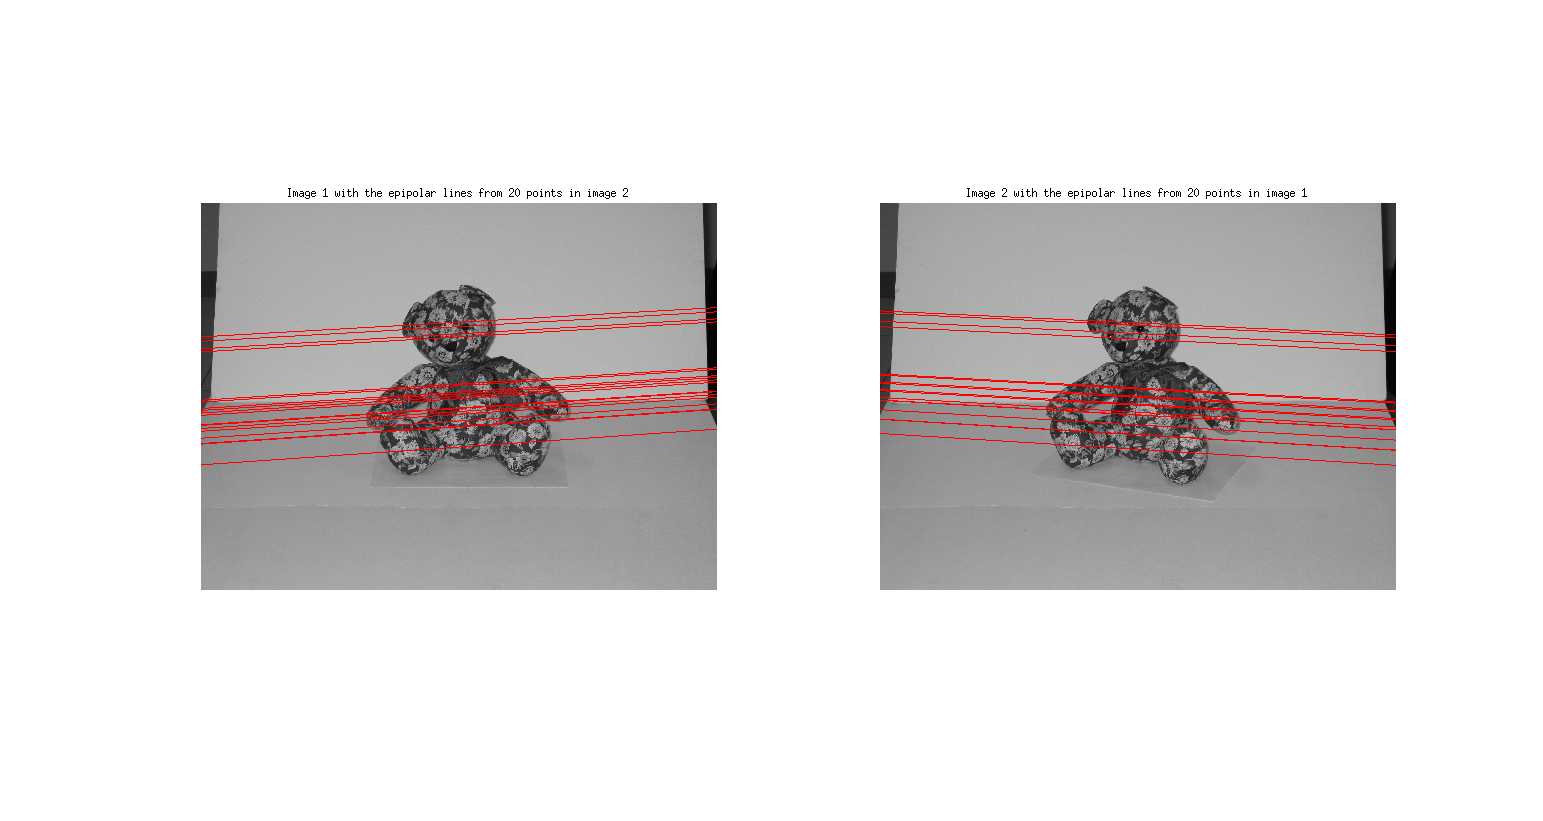 Image 1 with the epipolar lines from 20 points in image 2
Image 2 with the epipolar lines from 20 points in image 1